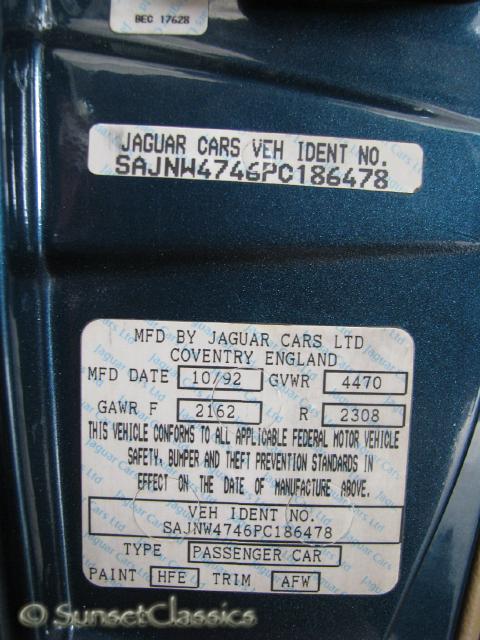 BEC 17628
JAGUAR CARS VEH IDENT NO.
SAJNW4746PC186478
MFD BY JAGUAR CARS LTD
COVENTRY ENGLAND
MFD DATE 10/92 GVWR 4470
GAWR F 2162 R 2308
THIS VEHICLE CONFORMS TO ALL APPLICABLE FEDERAL MOTOR VEHICLE
SAFETY, BUMPER AND THEFT PREVENTION STANDARDS IN
EFFECT ON THE DATE OF MANUFACTURE ABOVE.
VEH IDENT NO.
SAJNW4746PC186478
TYPE PASSENGER CAR
PAINT HFE TRIM AFW
SunsetClassics